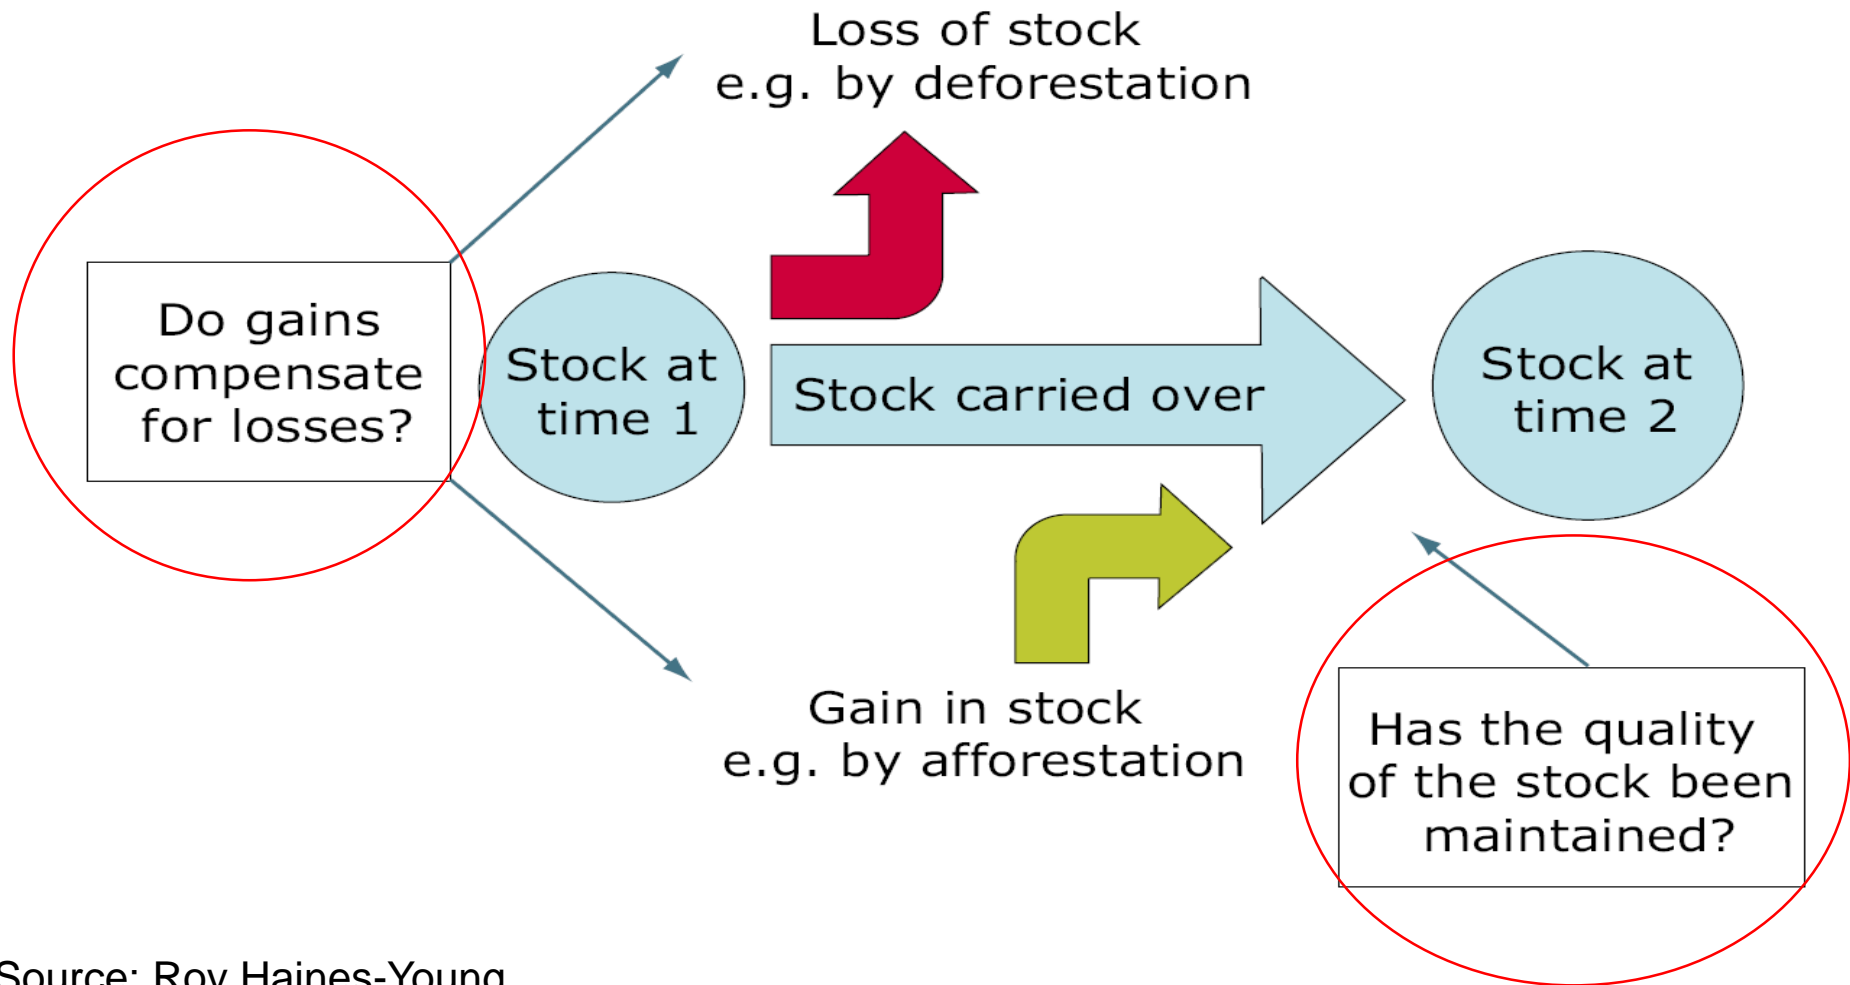 Loss of stock
e.g. by deforestation
Do gains
compensate
for losses?
Stock at
time 1
Stock carried over
Stock at
time 2
Gain in stock
e.g. by afforestation
Has the quality
of the stock been
maintained?
Source: Roy Haines-Young